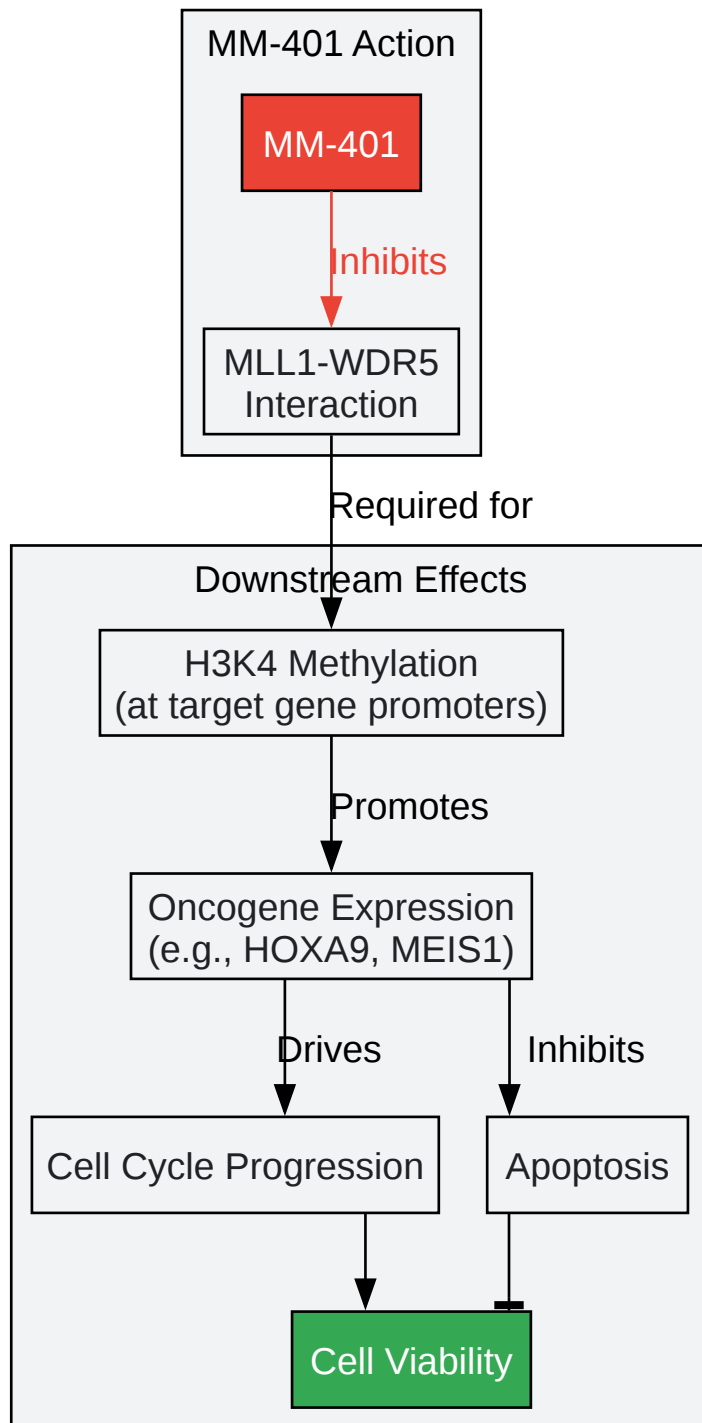 MM-401 Action
MM-401
Inhibits
MLL1-WDR5
Interaction
Required for
Downstream Effects
H3K4 Methylation
(at target gene promoters)
Promotes
Oncogene Expression
(e.g., HOXA9, MEIS1)
Drives
Inhibits
Cell Cycle Progression
Apoptosis
Cell Viability